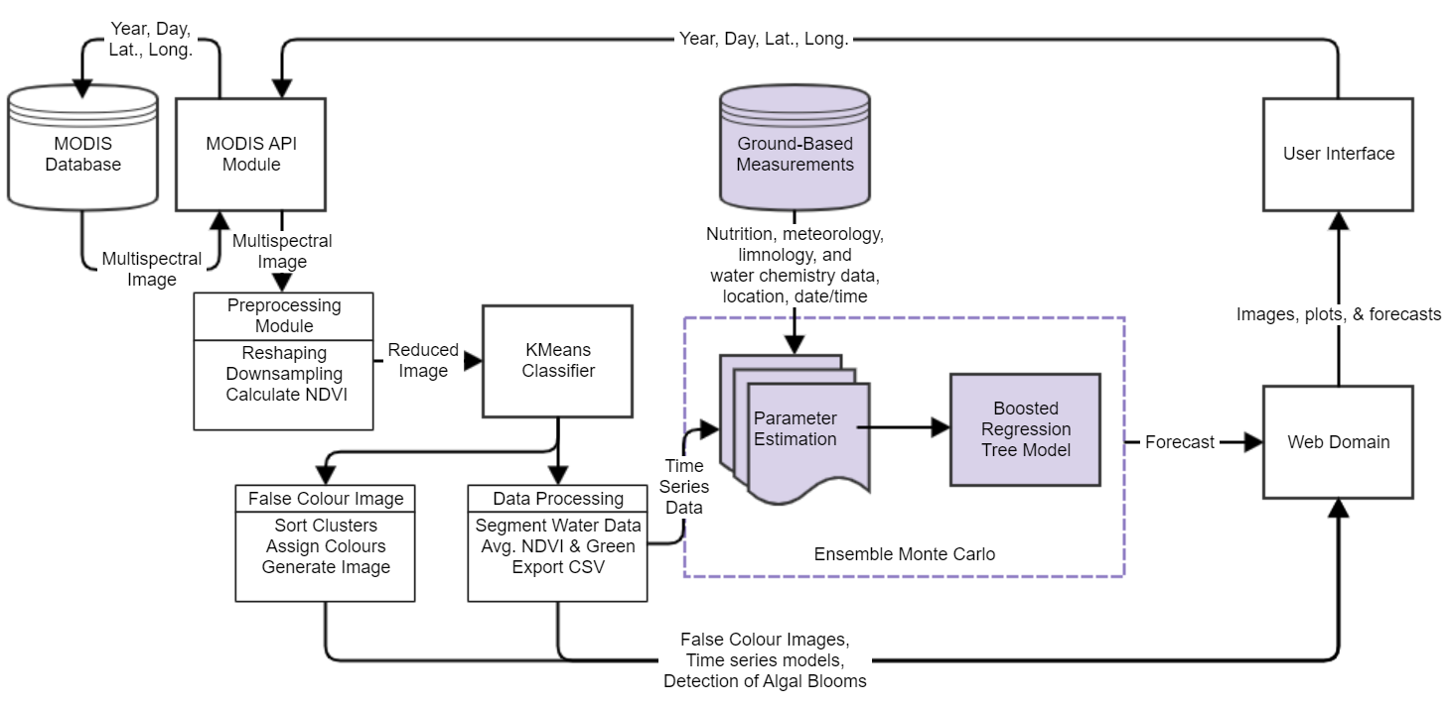 Year, Day,
Lat., Long.
Year, Day, Lat., Long.
MODIS
Database
MODIS API
Module
Ground-Based
Measurements
User Interface
Multispectral
Image
Multispectral
Image
Nutrition, meteorology,
limnology, and
water chemistry data,
location, date/time
Preprocessing
Module
Reshaping
Downsampling
Calculate NDVI
Reduced
Image
KMeans
Classifier
Images, plots, & forecasts
Parameter
Estimation
Boosted
Regression
Tree Model
Forecast
Web Domain
Time
Series
Data
False Colour Image
Sort Clusters
Assign Colours
Generate Image
Data Processing
Segment Water Data
Avg. NDVI & Green
Export CSV
Ensemble Monte Carlo
False Colour Images,
Time series models,
Detection of Algal Blooms